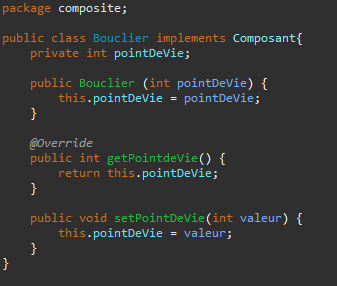 package composite;
public class Bouclier implements Composant{
private int pointDeVie;
public Bouclier (int pointDeVie) {
this.pointDeVie = pointDeVie;
}
@Override
public int getPointdeVie() {
return this.pointDeVie;
}
public void setPointDeVie(int valeur) {
this.pointDeVie = valeur;
}
}